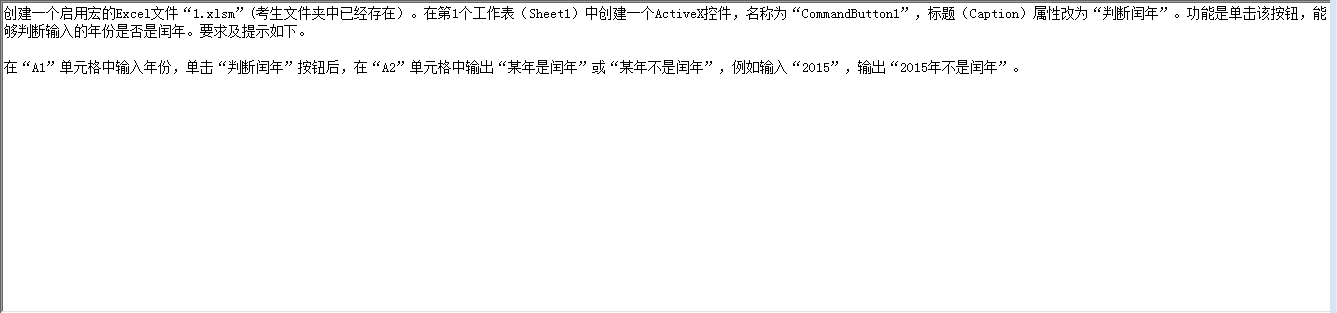 创建一个启用宏的Excel文件“1.xlsm”(考生文件夹中已经存在）。在第1个工作表（Sheet1）中创建一个ActiveX控件，名称为“CommandButton1”，标题（Caption）属性改为“判断闰年”。功能是单击该按钮，能
够判断输入的年份是否是闰年。要求及提示如下。
在“A1”单元格中输入年份，单击“判断闰年”按钮后，在“A2”单元格中输出“某年是闰年”或“某年不是闰年”，例如输入“2015”，输出“2015年不是闰年”。